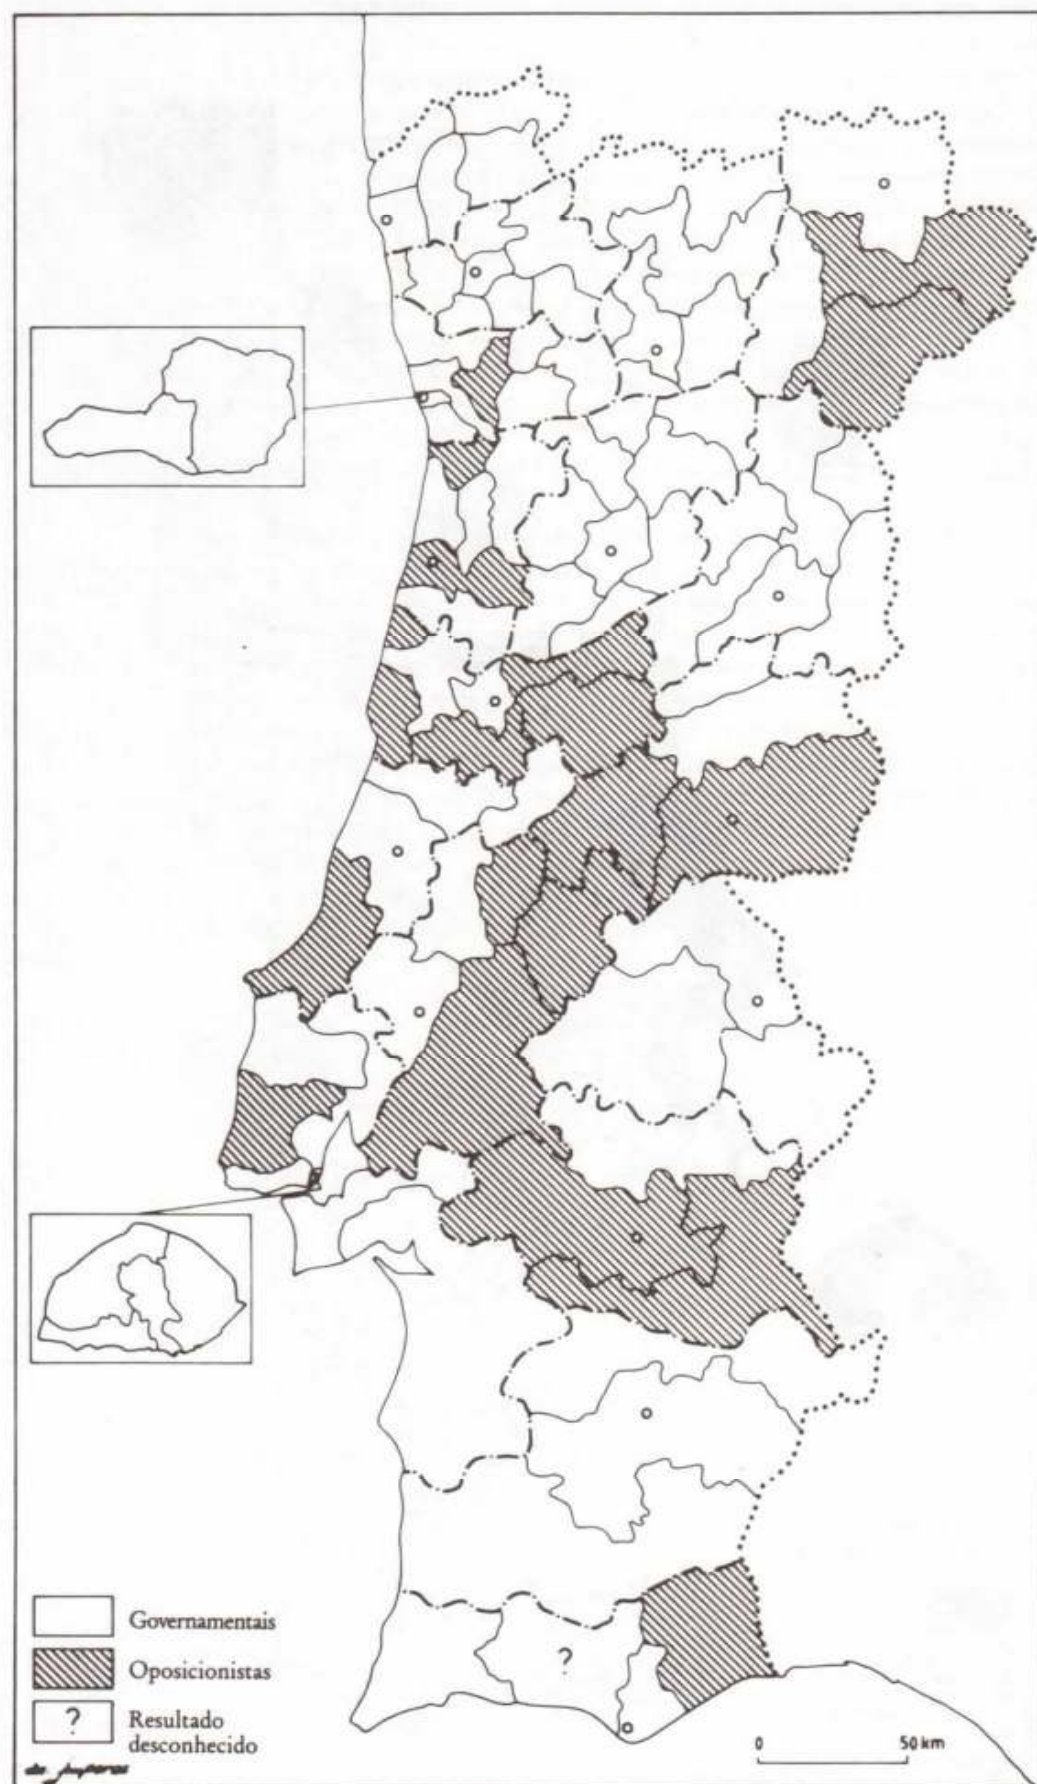 ?
Governamentais
Oposicionistas
? Resultado
desconhecido
0 50 km